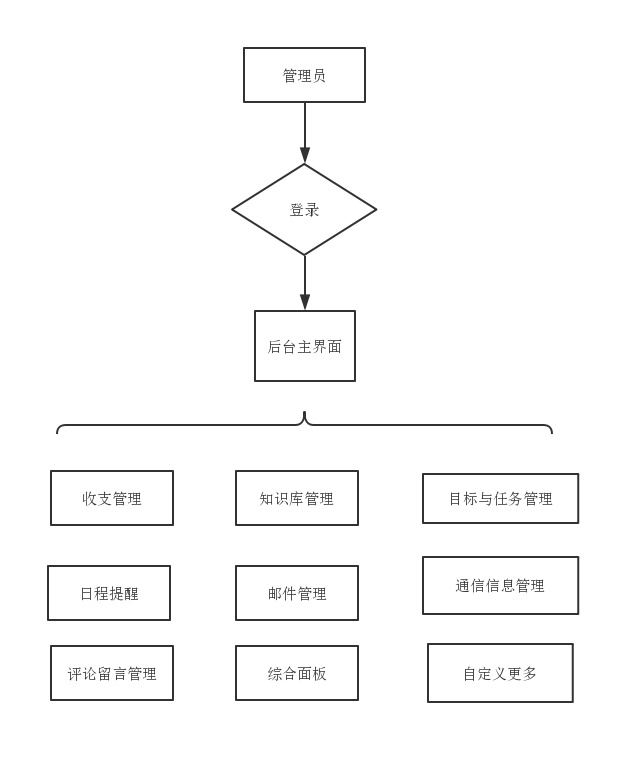 管理员
登录
后台主界面
收支管理
知识库管理
目标与任务管理
日程提醒
邮件管理
通信信息管理
评论留言管理
综合面板
自定义更多